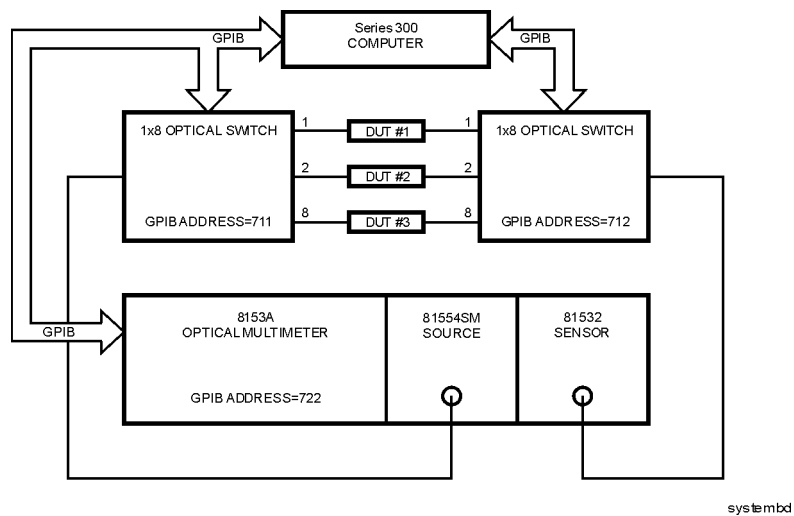 Series 300
COMPUTER
GPIB
GPIB
1x8 OPTICAL SWITCH
GPIB ADDRESS=711
1
DUT #1
1
2
DUT #2
2
8
DUT #3
8
1x8 OPTICAL SWITCH
GPIB ADDRESS=712
GPIB
8153A
OPTICAL MULTIMETER
GPIB ADDRESS=722
81554SM
SOURCE
81532
SENSOR
systembd